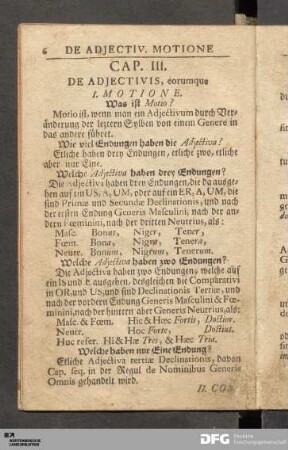 6 DE ADJECTIV. MOTIONE
CAP. III.
DE ADJECTIVIS, eorumque
I. MOTIONE.
Was ist Motio?
Motio ist, wenn man ein Adjectivum durch Ver-
änderung der letztern Sylben von einem Genere in
das andere führet.
Wie viel Endungen haben die Adjectiva?
Etliche haben drey Endungen, etliche zwo, etliche
aber nur Eine.
Welche Adjectiva haben drey Endungen?
Die Adjectiva haben drey Endungen, die da ausge-
hen auf ein US, A, UM, oder auf ein ER, A, UM, die
sind Primæ und Secundæ Declinationis, und nach
der ersten Endung Generis Masculini, nach der an-
dern Fœminini, nach der dritten Neutrius, als:
Masc. Bonus, Niger, Tener,
Fœm. Bona, Nigra, Tenera,
Neutr. Bonum, Nigrum, Tenerum.
Welche Adjectiva haben zwo Endungen?
Die Adjectiva haben zwo Endungen, welche auf
ein IS und E ausgehen, desgleichen die Comparativi
in OR und US, und sind Declinationis Tertiæ, und
nach der vordern Endung Generis Masculini & Fœ-
minini, nach der hintern aber Generis Neutrius, als:
Masc. & Fœm. Hic & Hæc Fortis, Doctior.
Neutr. Hoc Forte, Doctius.
Huc refer. Hi & Hæ Tres, & Hæc Tria.
Welche haben nur Eine Endung?
Etliche Adjectiva tertiæ Declinationis, davon
Cap. seq. in der Regul de Nominibus Generis
Omnis gehandelt wird.
II. COM-
DFG